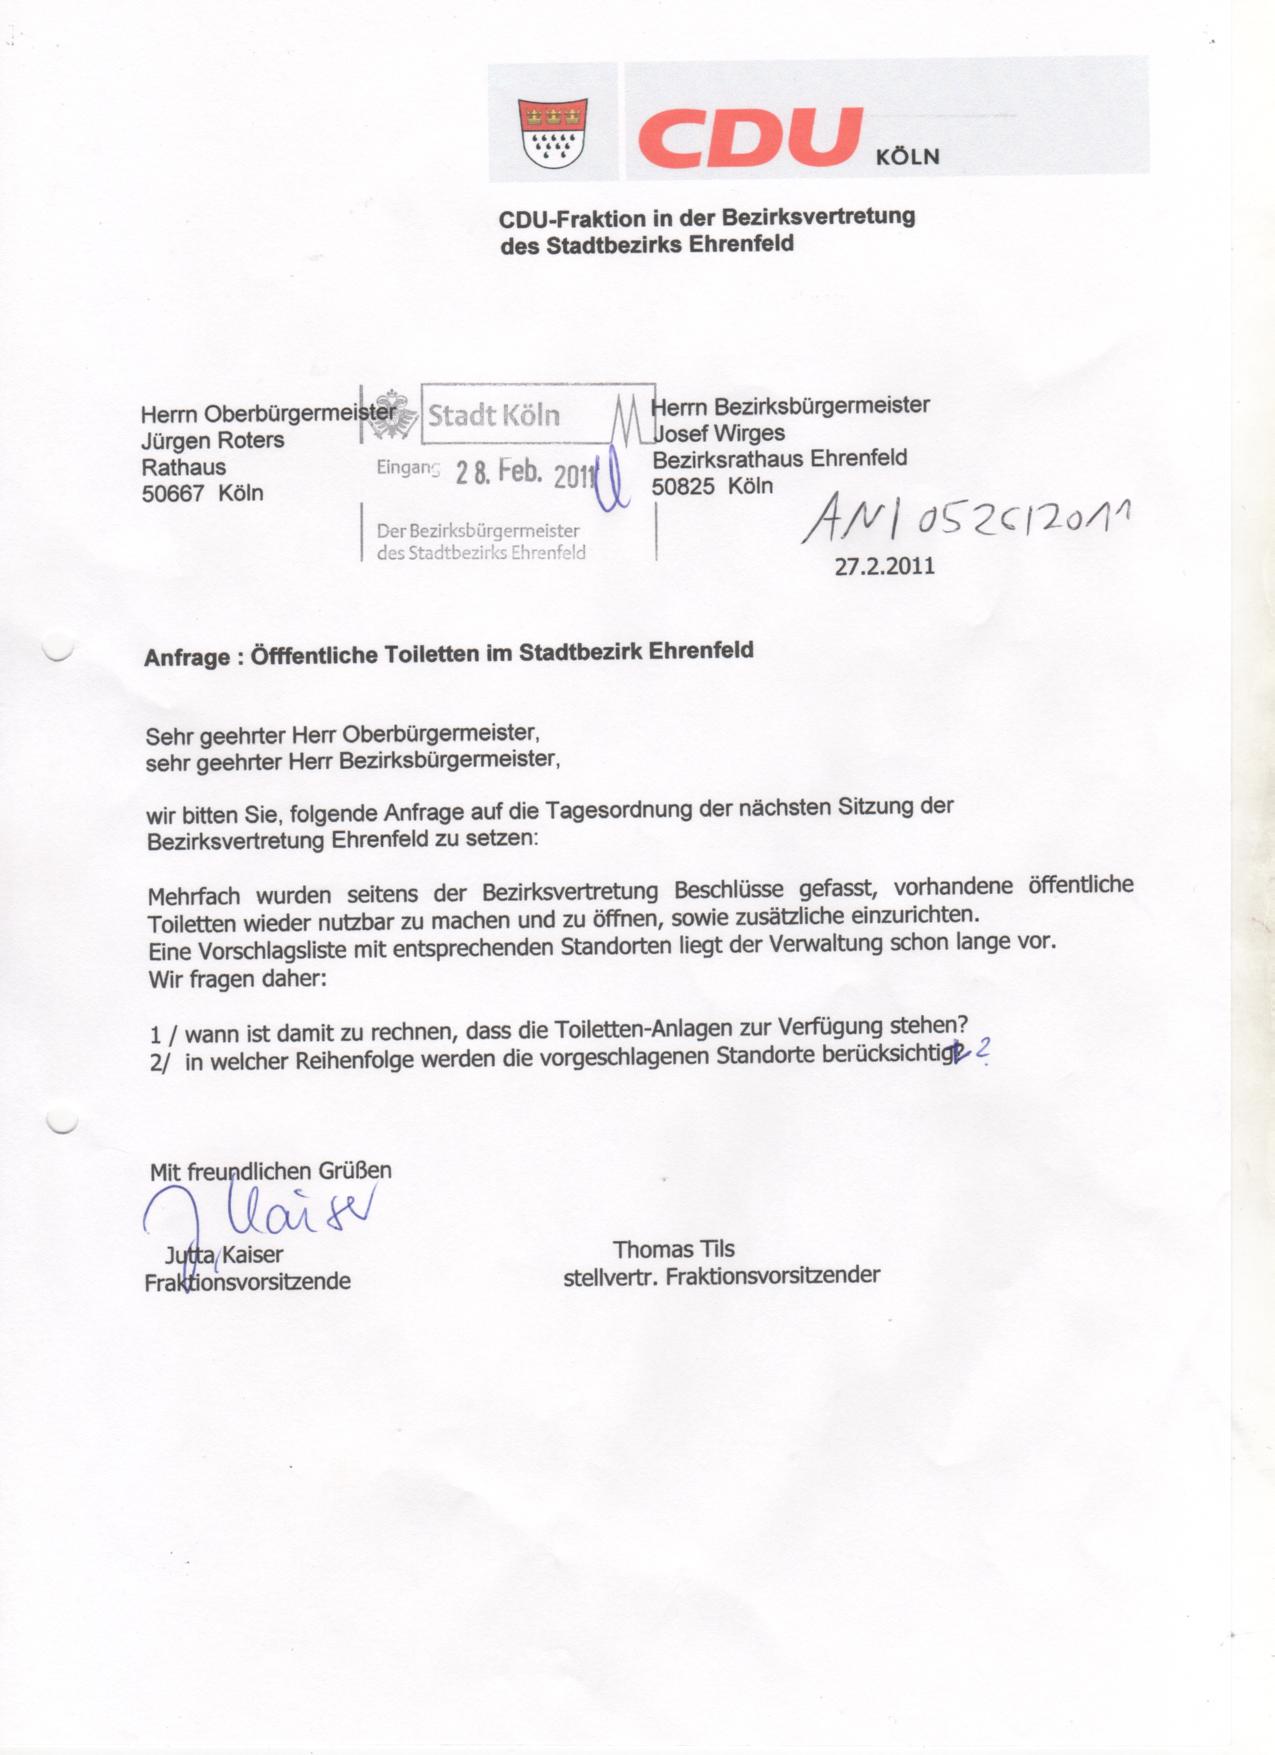 CDU KÖLN
CDU-Fraktion in der Bezirksvertretung
des Stadtbezirks Ehrenfeld
Herrn Oberbürgermeister
Jürgen Roters
Rathaus
50667 Köln
Stadt Köln
Eingang 28. Feb. 2011
Der Bezirksbürgermeister
des Stadtbezirks Ehrenfeld
Herrn Bezirksbürgermeister
Josef Wirges
Bezirksrathaus Ehrenfeld
50825 Köln
AN/0526/2011
27.2.2011
Anfrage : Öfffentliche Toiletten im Stadtbezirk Ehrenfeld
Sehr geehrter Herr Oberbürgermeister,
sehr geehrter Herr Bezirksbürgermeister,
wir bitten Sie, folgende Anfrage auf die Tagesordnung der nächsten Sitzung der
Bezirksvertretung Ehrenfeld zu setzen:
Mehrfach wurden seitens der Bezirksvertretung Beschlüsse gefasst, vorhandene öffentliche
Toiletten wieder nutzbar zu machen und zu öffnen, sowie zusätzliche einzurichten.
Eine Vorschlagsliste mit entsprechenden Standorten liegt der Verwaltung schon lange vor.
Wir fragen daher:
1 / wann ist damit zu rechnen, dass die Toiletten-Anlagen zur Verfügung stehen?
2/ in welcher Reihenfolge werden die vorgeschlagenen Standorte berücksichtigt ?
Mit freundlichen Grüßen
J. Kaiser
Jutta Kaiser
Fraktionsvorsitzende
Thomas Tils
stellvertr. Fraktionsvorsitzender